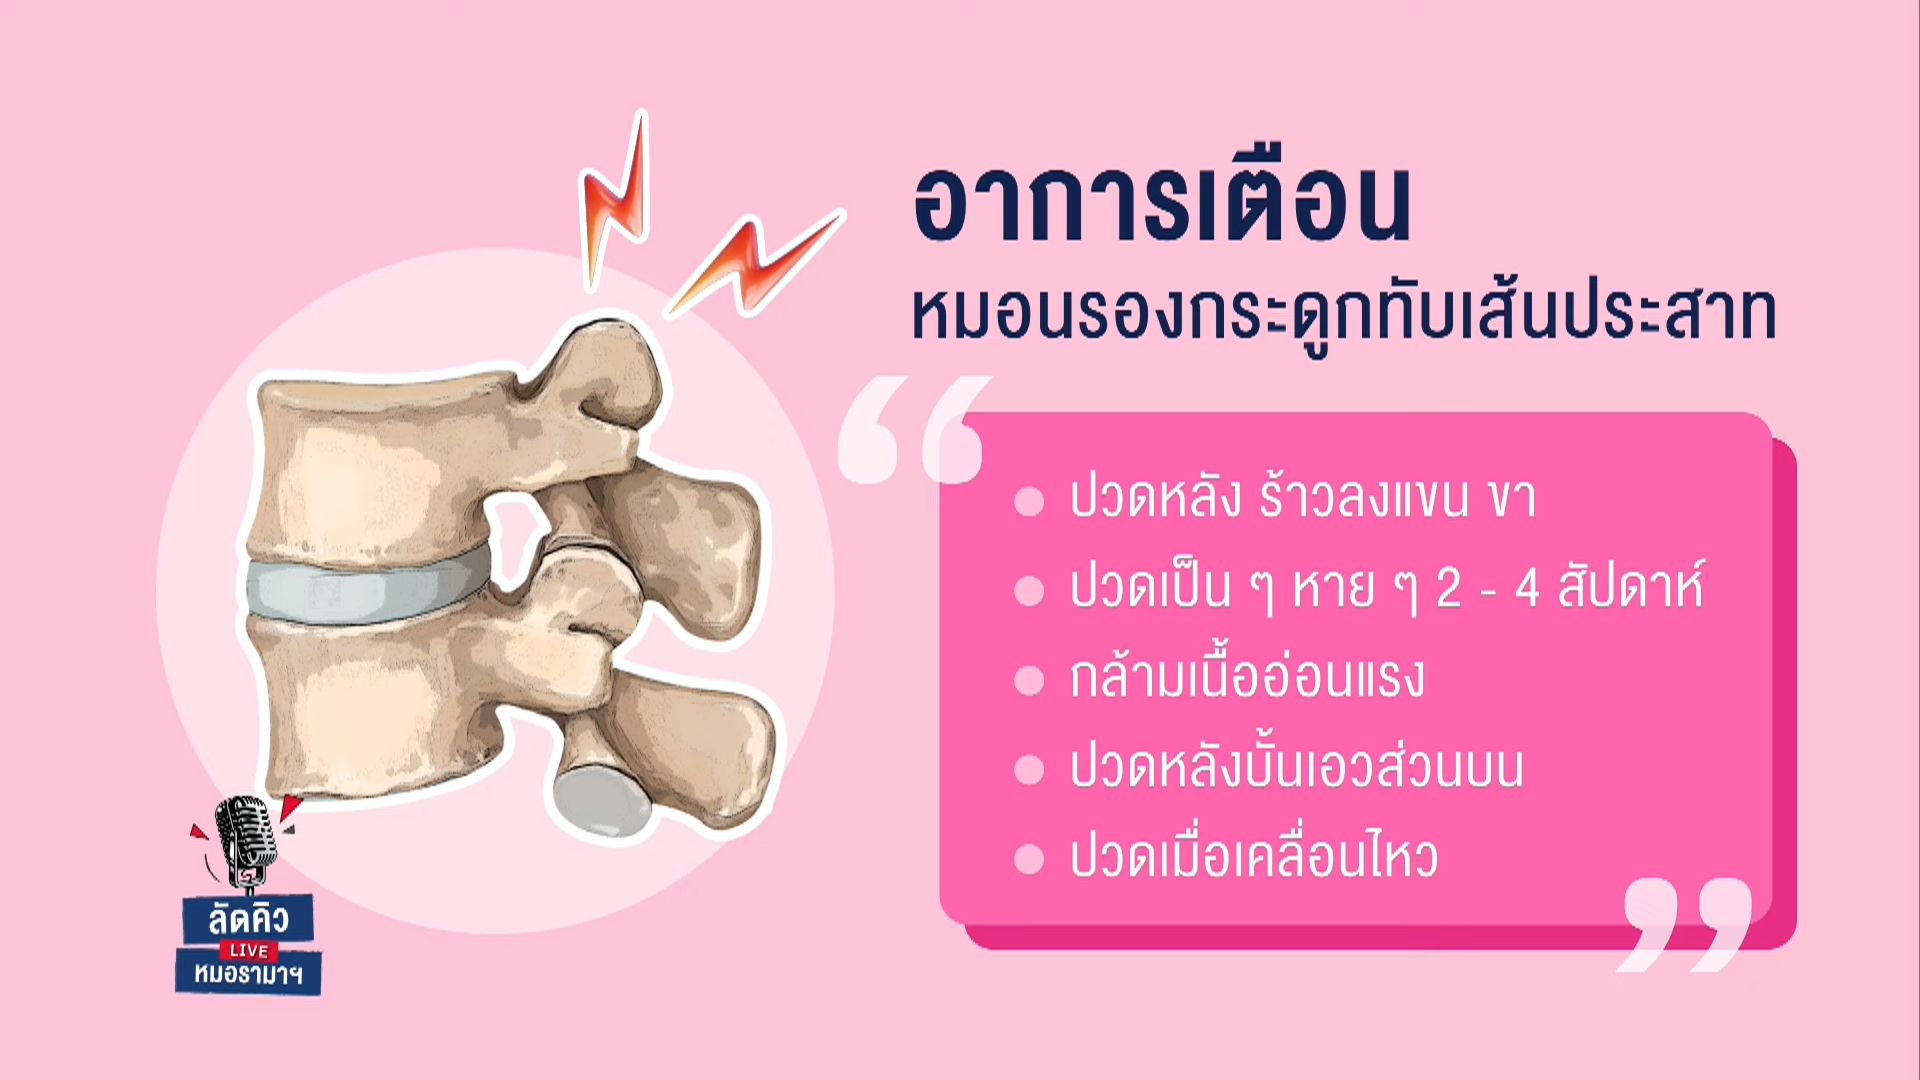 อาการเตือน
หมอนรองกระดูกทับเส้นประสาท
ปวดหลัง ร้าวลงแขน ขา
ปวดเป็น ๆ หาย ๆ 2 - 4 สัปดาห์
กล้ามเนื้ออ่อนแรง
ปวดหลังบั้นเอวส่วนบน
ปวดเมื่อเคลื่อนไหว
ลัดคิว
LIVE
หมอรามาฯ